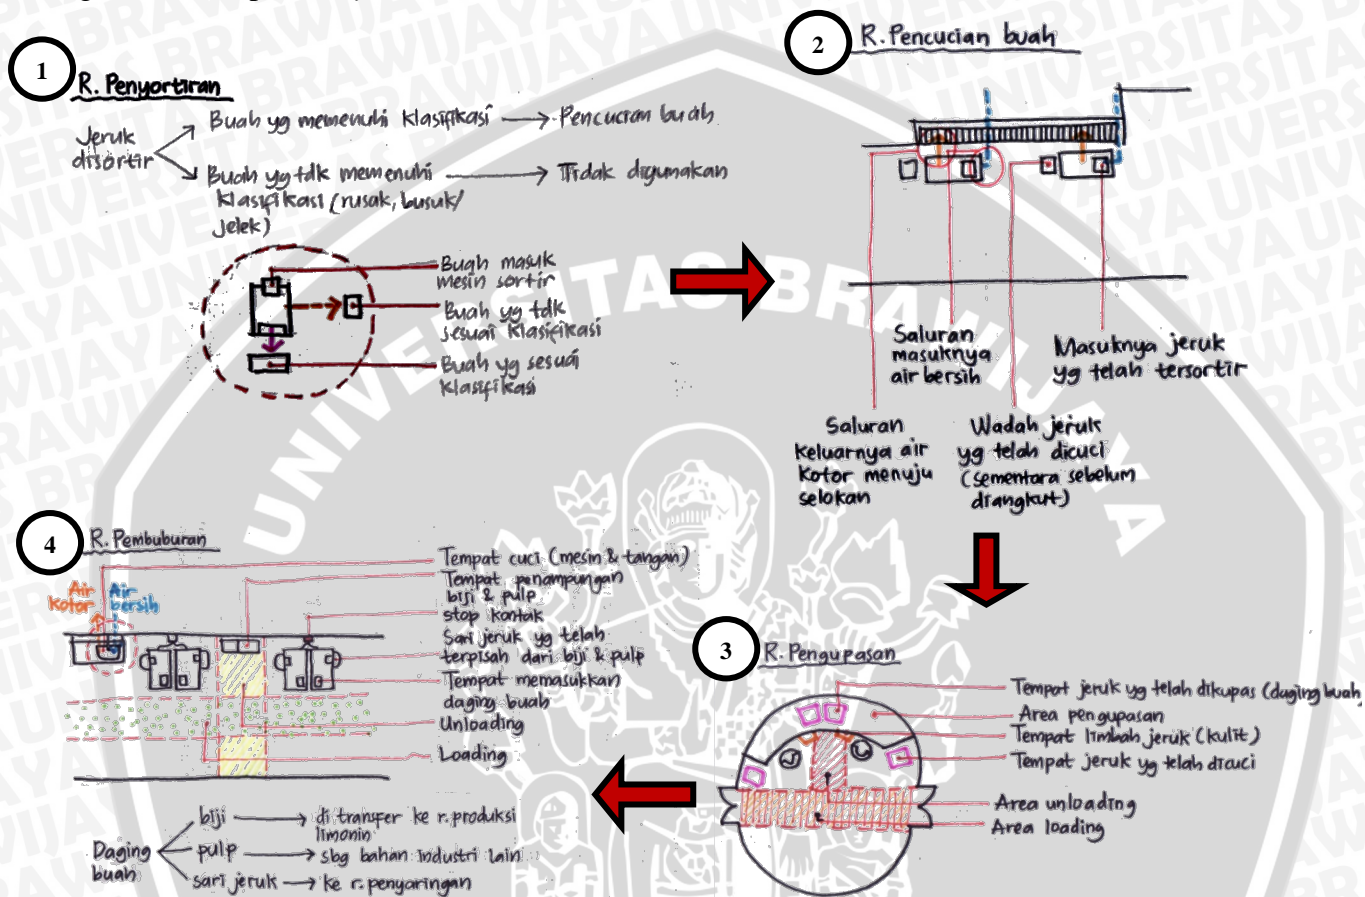 1
R. Penyortiran
Jeruk
disortir
Buah yg memenuhi klasifikasi
Pencucian buah
Buah yg tdk memenuhi
klasifikasi (rusak, busuk/
jelek)
Tidak digunakan
Buah masuk
mesin sortir
Buah yg tdk
sesuai klasifikasi
Buah yg sesuai
klasifikasi
2
R. Pencucian buah
Saluran
masuknya
air bersih
Masuknya jeruk
yg telah tersortir
Saluran
keluarnya air
kotor menuju
selokan
Wadah jeruk
yg telah dicuci
(sementara sebelum
diangkut)
3
R. Pengupasan
Tempat jeruk yg telah dikupas (daging buah)
Area pengupasan
Tempat limbah jeruk (kulit)
Tempat jeruk yg telah dicuci
Area unloading
Area loading
4
R. Pembuburan
Air
kotor
Air
bersih
Tempat cuci (mesin & tangan)
Tempat penampungan
biji & pulp
stop kontak
Sari jeruk yg telah
terpisah dari biji & pulp
Tempat memasukkan
daging buah
Unloading
Loading
Daging
buah
biji
di transfer ke r. produksi
limonin
pulp
sbg bahan industri lain
sari jeruk
ke r. penyaringan
UNIVERSITAS BRAWIJAYA